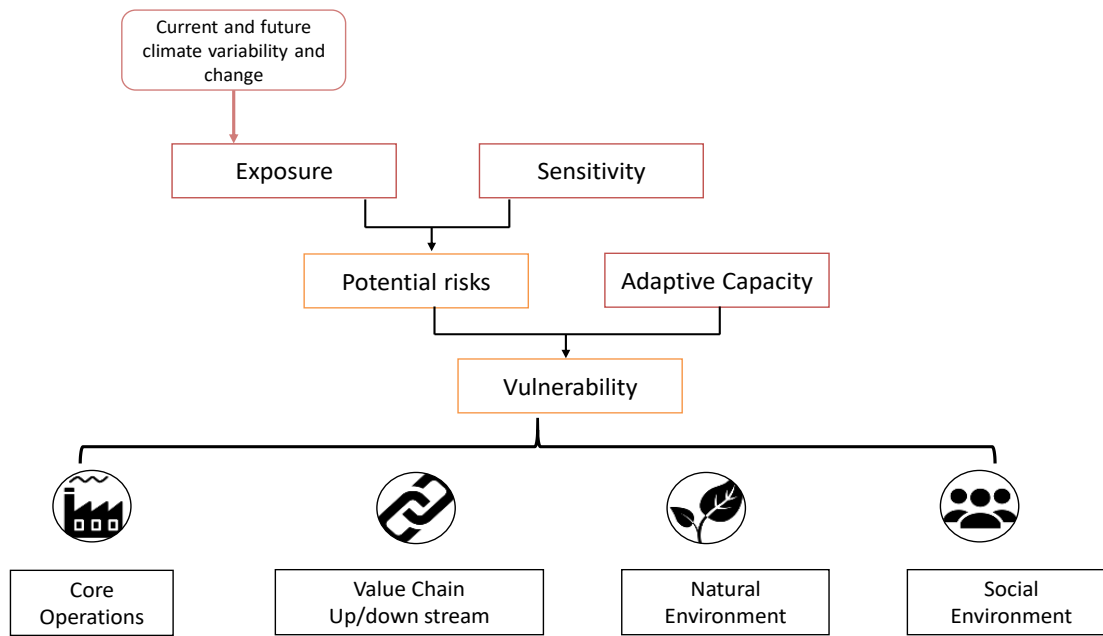 Current and future
climate variability and
change
Exposure
Sensitivity
Potential risks
Adaptive Capacity
Vulnerability
Core
Operations
Value Chain
Up/down stream
Natural
Environment
Social
Environment